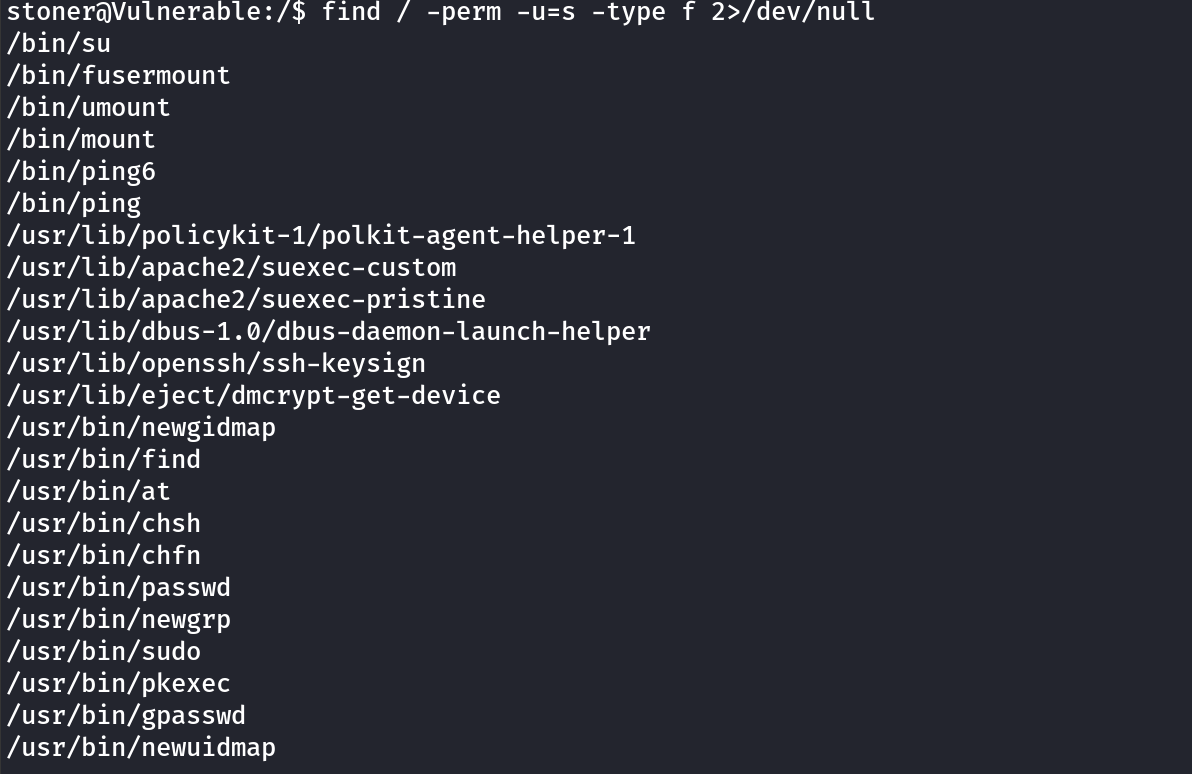 stoner@Vulnerable:/$ find / -perm -u=s -type f 2>/dev/null
/bin/su
/bin/fusermount
/bin/umount
/bin/mount
/bin/ping6
/bin/ping
/usr/lib/policykit-1/polkit-agent-helper-1
/usr/lib/apache2/suexec-custom
/usr/lib/apache2/suexec-pristine
/usr/lib/dbus-1.0/dbus-daemon-launch-helper
/usr/lib/openssh/ssh-keysign
/usr/lib/eject/dmcrypt-get-device
/usr/bin/newgidmap
/usr/bin/find
/usr/bin/at
/usr/bin/chsh
/usr/bin/chfn
/usr/bin/passwd
/usr/bin/newgrp
/usr/bin/sudo
/usr/bin/pkexec
/usr/bin/gpasswd
/usr/bin/newuidmap